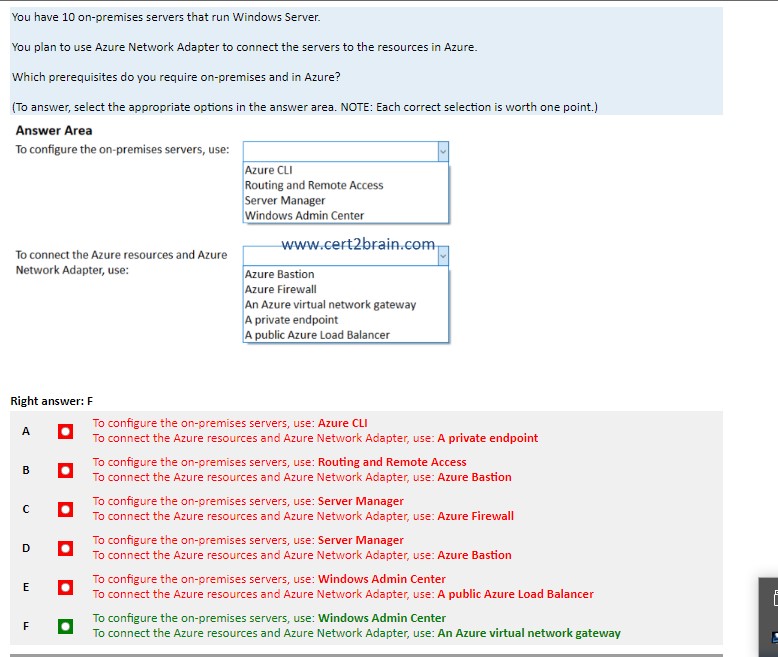 You have 10 on-premises servers that run Windows Server.
You plan to use Azure Network Adapter to connect the servers to the resources in Azure.
Which prerequisites do you require on-premises and in Azure?
(To answer, select the appropriate options in the answer area. NOTE: Each correct selection is worth one point.)
Answer Area
To configure the on-premises servers, use:
Azure CLI
Routing and Remote Access
Server Manager
Windows Admin Center
www.cert2brain.com
To connect the Azure resources and Azure
Network Adapter, use:
Azure Bastion
Azure Firewall
An Azure virtual network gateway
A private endpoint
A public Azure Load Balancer
Right answer: F
A
To configure the on-premises servers, use: Azure CLI
To connect the Azure resources and Azure Network Adapter, use: A private endpoint
B
To configure the on-premises servers, use: Routing and Remote Access
To connect the Azure resources and Azure Network Adapter, use: Azure Bastion
C
To configure the on-premises servers, use: Server Manager
To connect the Azure resources and Azure Network Adapter, use: Azure Firewall
D
To configure the on-premises servers, use: Server Manager
To connect the Azure resources and Azure Network Adapter, use: Azure Bastion
E
To configure the on-premises servers, use: Windows Admin Center
To connect the Azure resources and Azure Network Adapter, use: A public Azure Load Balancer
F
To configure the on-premises servers, use: Windows Admin Center
To connect the Azure resources and Azure Network Adapter, use: An Azure virtual network gateway